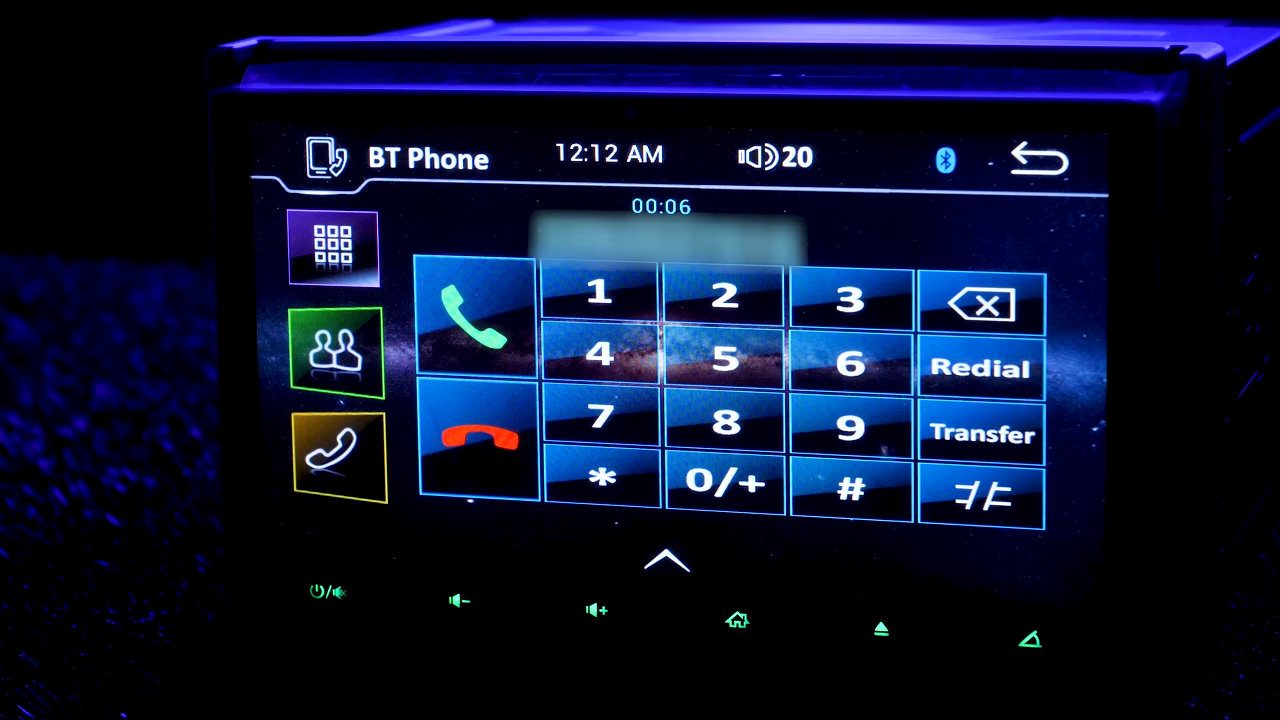 BT Phone 12:12 AM 20
00:06
1 2 3
4 5 6 Redial
7 8 9 Transfer
* 0/+ #